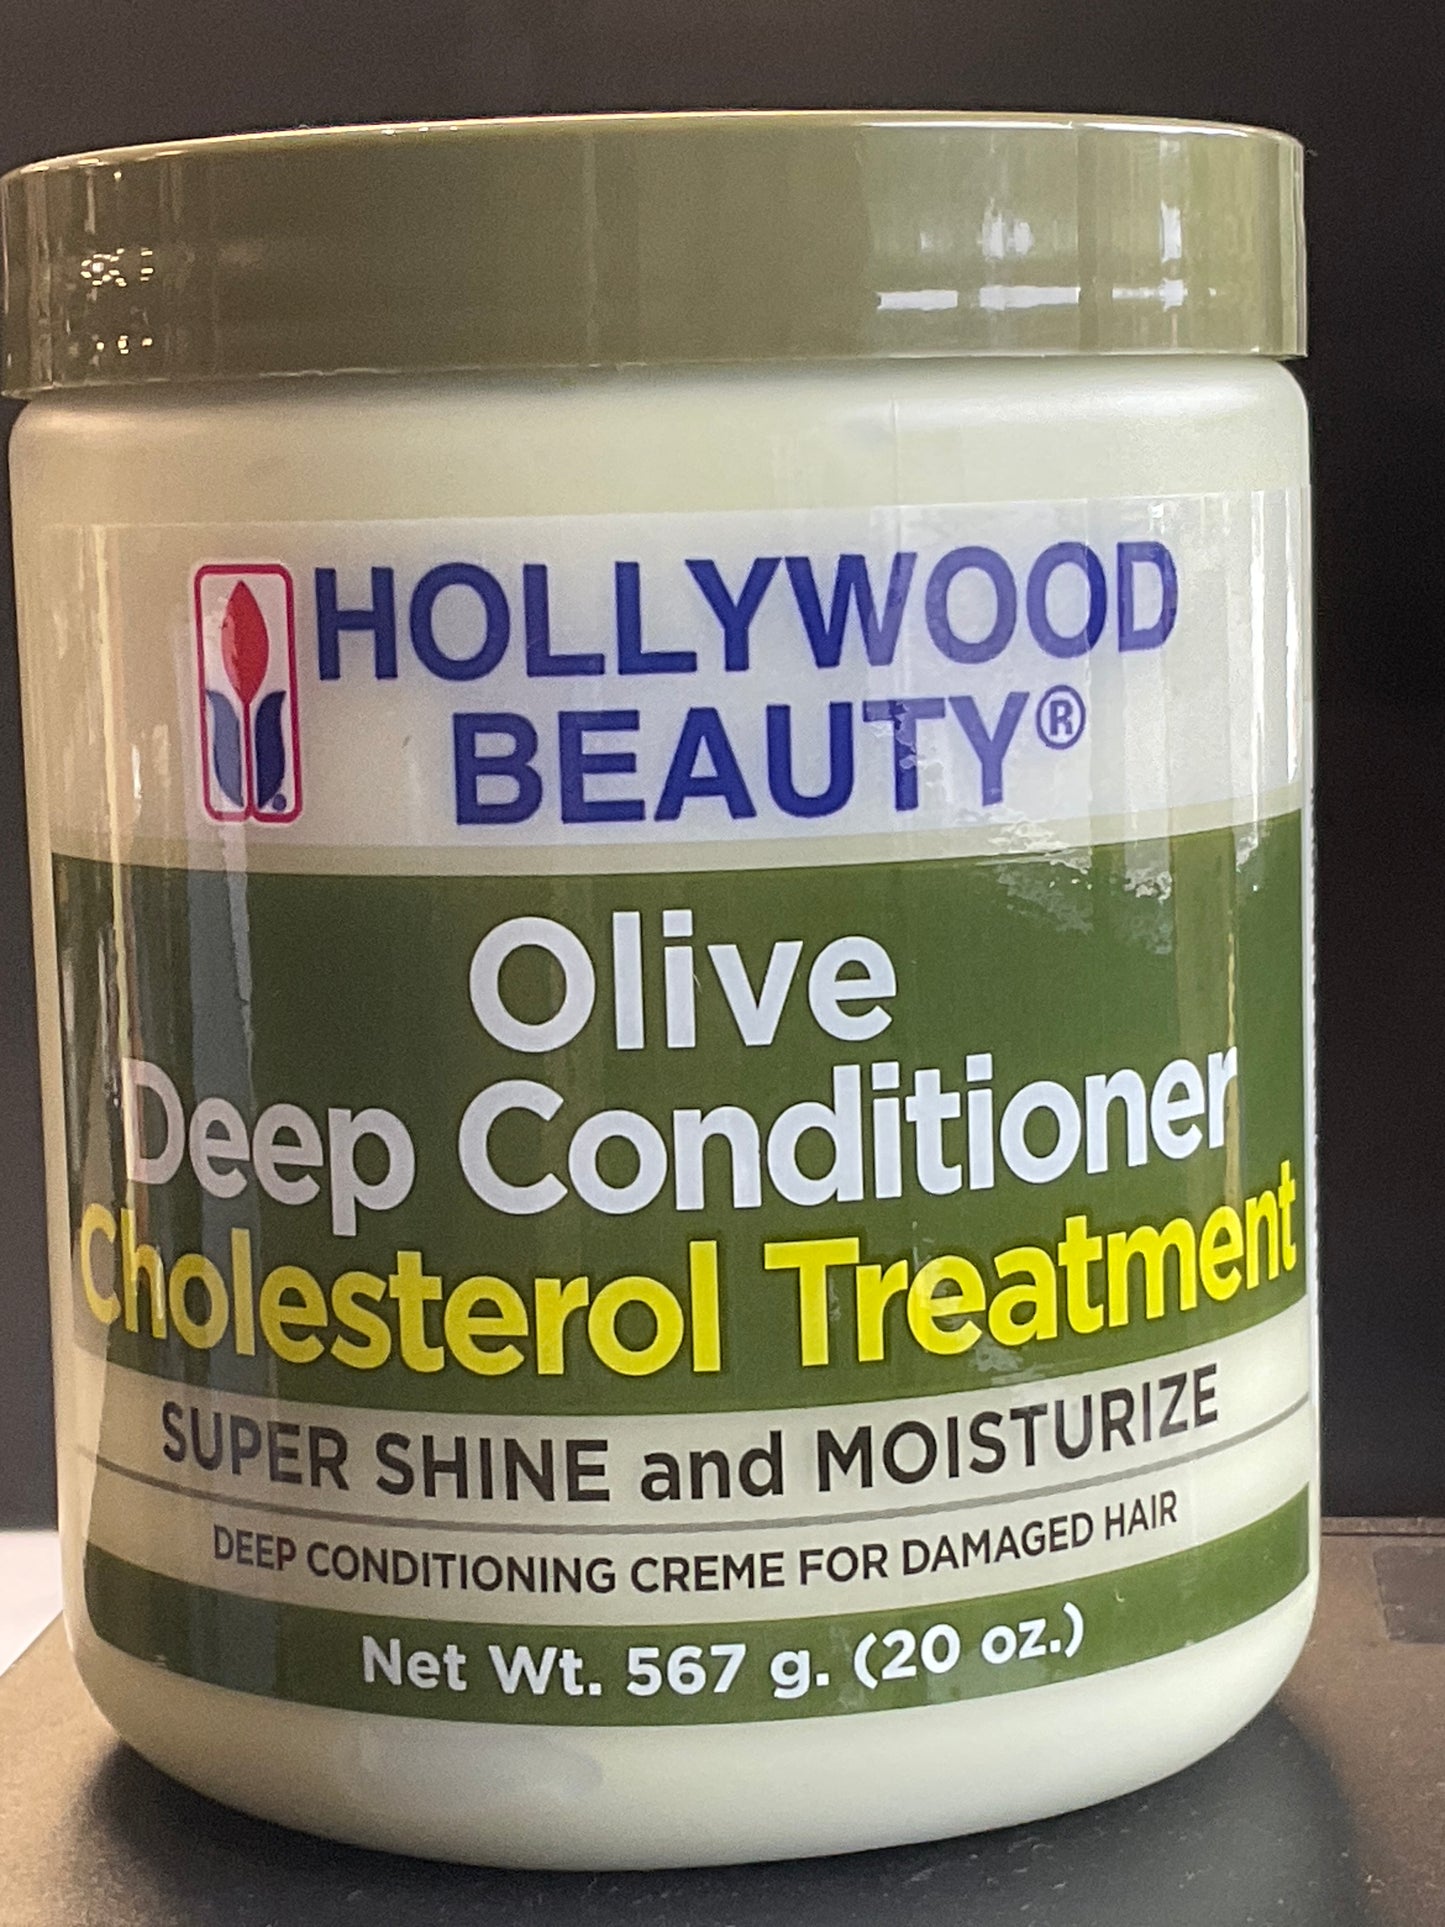 HOLLYWOOD
BEAUTY®
Olive
Deep Conditioner
Cholesterol Treatment
SUPER SHINE and MOISTURIZE
DEEP CONDITIONING CREME FOR DAMAGED HAIR
Net Wt. 567 g. (20 oz.)